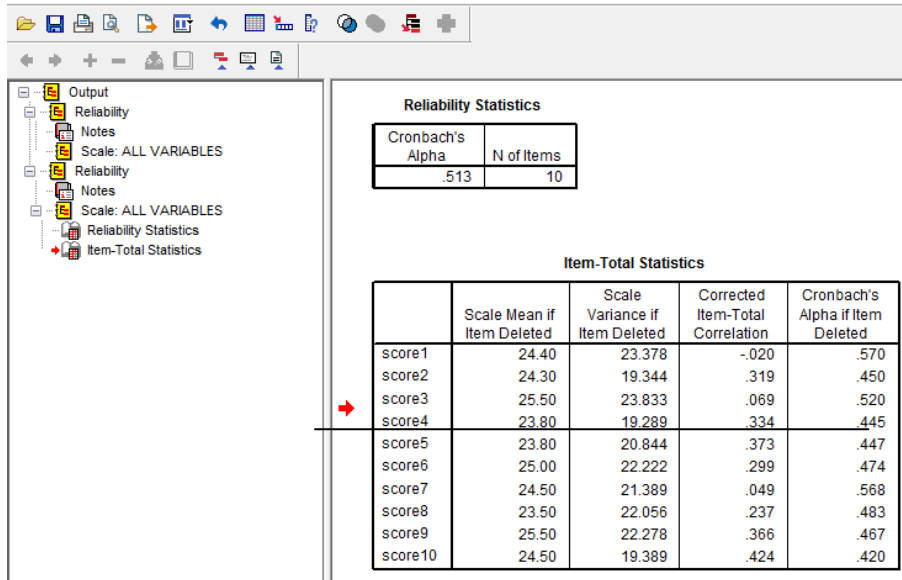 Output
Reliability
Notes
Scale: ALL VARIABLES
Reliability
Notes
Scale: ALL VARIABLES
Reliability Statistics
Item-Total Statistics
Reliability Statistics
Cronbach's
Alpha N of Items
.513 10
Item-Total Statistics
Scale Corrected Cronbach's
Scale Mean if Variance if Item-Total Alpha if Item
Item Deleted Item Deleted Correlation Deleted
score1 24.40 23.378 -.020 .570
score2 24.30 19.344 .319 .450
score3 25.50 23.833 .069 .520
score4 23.80 19.289 .334 .445
score5 23.80 20.844 .373 .447
score6 25.00 22.222 .299 .474
score7 24.50 21.389 .049 .568
score8 23.50 22.056 .237 .483
score9 25.50 22.278 .366 .467
score10 24.50 19.389 .424 .420